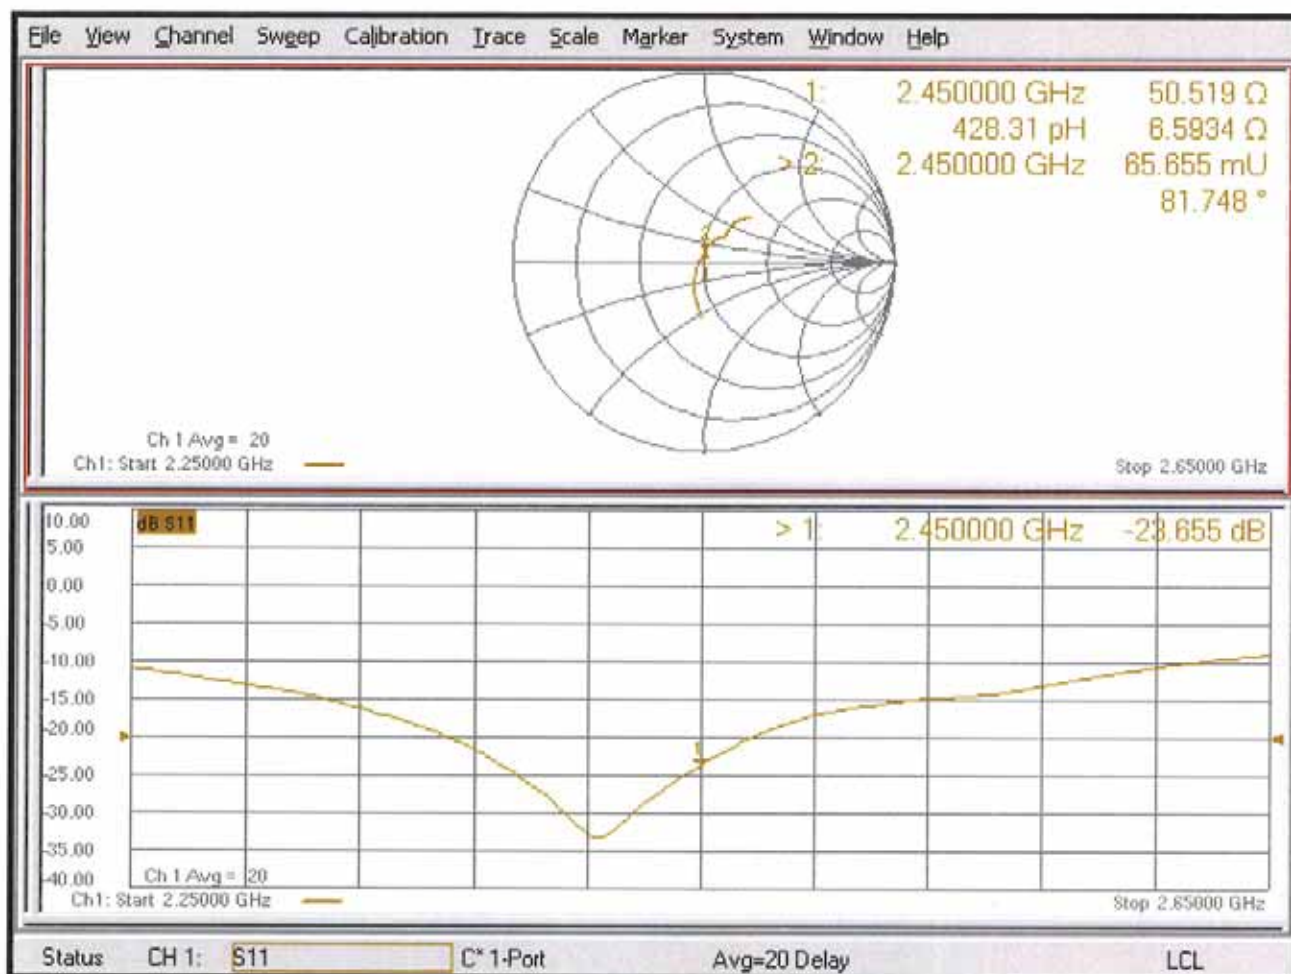 File View Channel Sweep Calibration Trace Scale Marker System Window Help
1: 2.450000 GHz 50.519 Ω
428.31 pH 6.5934 Ω
> 2: 2.450000 GHz 65.655 mU
81.748 °
Ch 1 Avg = 20
Ch1: Start 2.25000 GHz Stop 2.65000 GHz
10.00 dB S11 > 1: 2.450000 GHz -23.655 dB
5.00
0.00
-5.00
-10.00
-15.00
-20.00
1
-25.00
-30.00
-35.00
-40.00 Ch 1 Avg = 20
Ch1: Start 2.25000 GHz Stop 2.65000 GHz
Status CH 1: S11 C* 1-Port Avg=20 Delay LCL